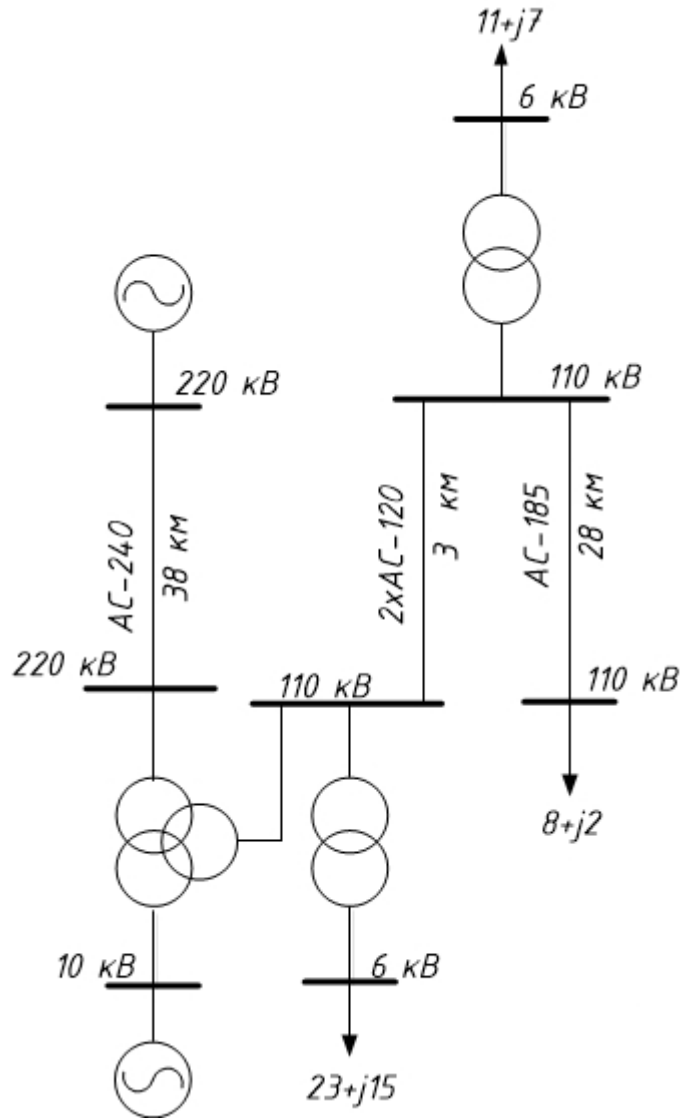 11+j7
6 кВ
220 кВ
110 кВ
АС-240
38 км
2хАС-120
3 км
АС-185
28 км
220 кВ
110 кВ
110 кВ
8+j2
10 кВ
6 кВ
23+j15